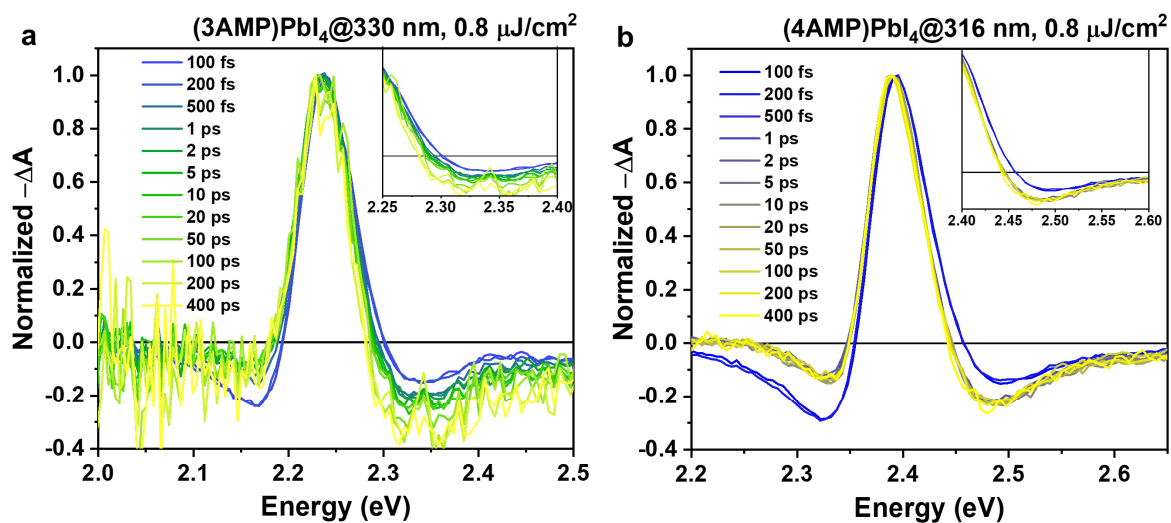 a
(3AMP)PbI₄@330 nm, 0.8 μJ/cm²
Normalized −ΔA
1.0
0.8
0.6
0.4
0.2
0.0
-0.2
-0.4
100 fs
200 fs
500 fs
1 ps
2 ps
5 ps
10 ps
20 ps
50 ps
100 ps
200 ps
400 ps
2.25 2.30 2.35 2.40
2.0 2.1 2.2 2.3 2.4 2.5
Energy (eV)
b
(4AMP)PbI₄@316 nm, 0.8 μJ/cm²
Normalized −ΔA
1.0
0.8
0.6
0.4
0.2
0.0
-0.2
-0.4
100 fs
200 fs
500 fs
1 ps
2 ps
5 ps
10 ps
20 ps
50 ps
100 ps
200 ps
400 ps
2.40 2.45 2.50 2.55 2.60
2.2 2.3 2.4 2.5 2.6
Energy (eV)